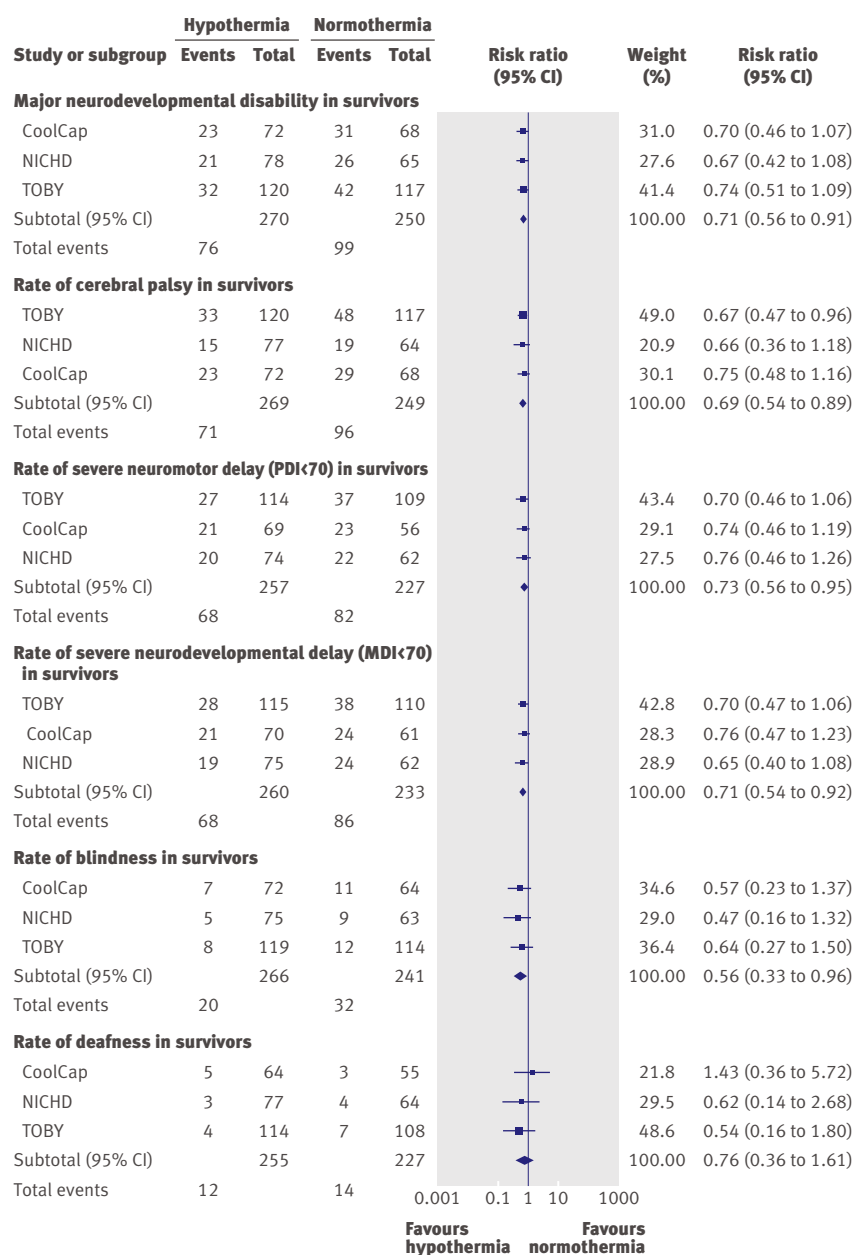 Hypothermia Normothermia
Study or subgroup Events Total Events Total Risk ratio (95% CI) Weight (%) Risk ratio (95% CI)
Major neurodevelopmental disability in survivors
CoolCap 23 72 31 68 31.0 0.70 (0.46 to 1.07)
NICHD 21 78 26 65 27.6 0.67 (0.42 to 1.08)
TOBY 32 120 42 117 41.4 0.74 (0.51 to 1.09)
Subtotal (95% CI) 270 250 100.00 0.71 (0.56 to 0.91)
Total events 76 99
Rate of cerebral palsy in survivors
TOBY 33 120 48 117 49.0 0.67 (0.47 to 0.96)
NICHD 15 77 19 64 20.9 0.66 (0.36 to 1.18)
CoolCap 23 72 29 68 30.1 0.75 (0.48 to 1.16)
Subtotal (95% CI) 269 249 100.00 0.69 (0.54 to 0.89)
Total events 71 96
Rate of severe neuromotor delay (PDI<70) in survivors
TOBY 27 114 37 109 43.4 0.70 (0.46 to 1.06)
CoolCap 21 69 23 56 29.1 0.74 (0.46 to 1.19)
NICHD 20 74 22 62 27.5 0.76 (0.46 to 1.26)
Subtotal (95% CI) 257 227 100.00 0.73 (0.56 to 0.95)
Total events 68 82
Rate of severe neurodevelopmental delay (MDI<70)
in survivors
TOBY 28 115 38 110 42.8 0.70 (0.47 to 1.06)
CoolCap 21 70 24 61 28.3 0.76 (0.47 to 1.23)
NICHD 19 75 24 62 28.9 0.65 (0.40 to 1.08)
Subtotal (95% CI) 260 233 100.00 0.71 (0.54 to 0.92)
Total events 68 86
Rate of blindness in survivors
CoolCap 7 72 11 64 34.6 0.57 (0.23 to 1.37)
NICHD 5 75 9 63 29.0 0.47 (0.16 to 1.32)
TOBY 8 119 12 114 36.4 0.64 (0.27 to 1.50)
Subtotal (95% CI) 266 241 100.00 0.56 (0.33 to 0.96)
Total events 20 32
Rate of deafness in survivors
CoolCap 5 64 3 55 21.8 1.43 (0.36 to 5.72)
NICHD 3 77 4 64 29.5 0.62 (0.14 to 2.68)
TOBY 4 114 7 108 48.6 0.54 (0.16 to 1.80)
Subtotal (95% CI) 255 227 100.00 0.76 (0.36 to 1.61)
Total events 12 14
0.001 0.1 1 10 1000
Favours Favours
hypothermia normothermia